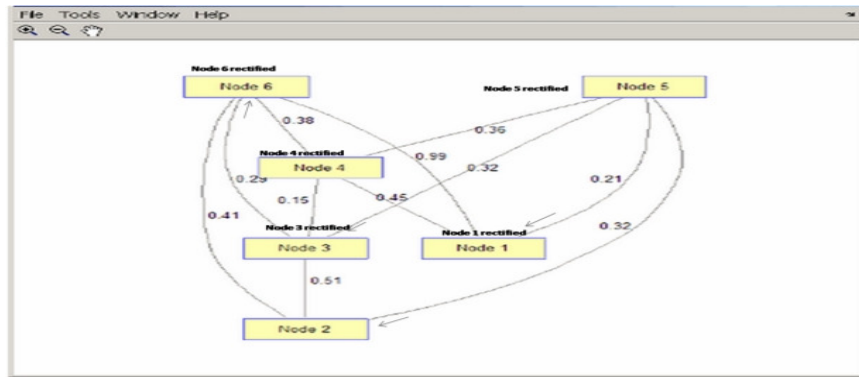 File Tools Window Help
Node 6 rectified
Node 6
Node 5 rectified
Node 5
0.38
0.36
Node 4 rectified
Node 4
0.99
0.32
0.29
0.15
0.45
0.21
0.41
Node 3 rectified
Node 3
Node 1 rectified
Node 1
0.32
0.51
Node 2